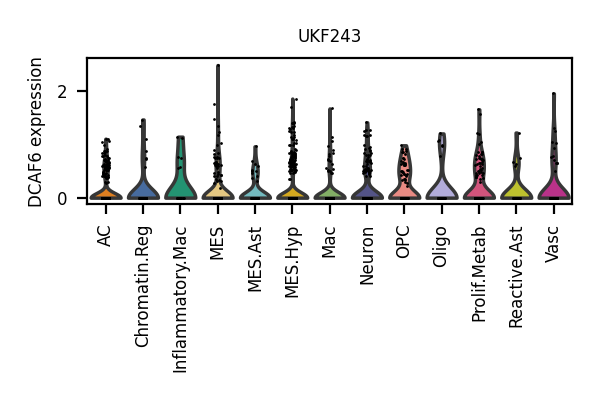 UKF243
DCAF6 expression
2
0
AC
Chromatin.Reg
Inflammatory.Mac
MES
MES.Ast
MES.Hyp
Mac
Neuron
OPC
Oligo
Prolif.Metab
Reactive.Ast
Vasc